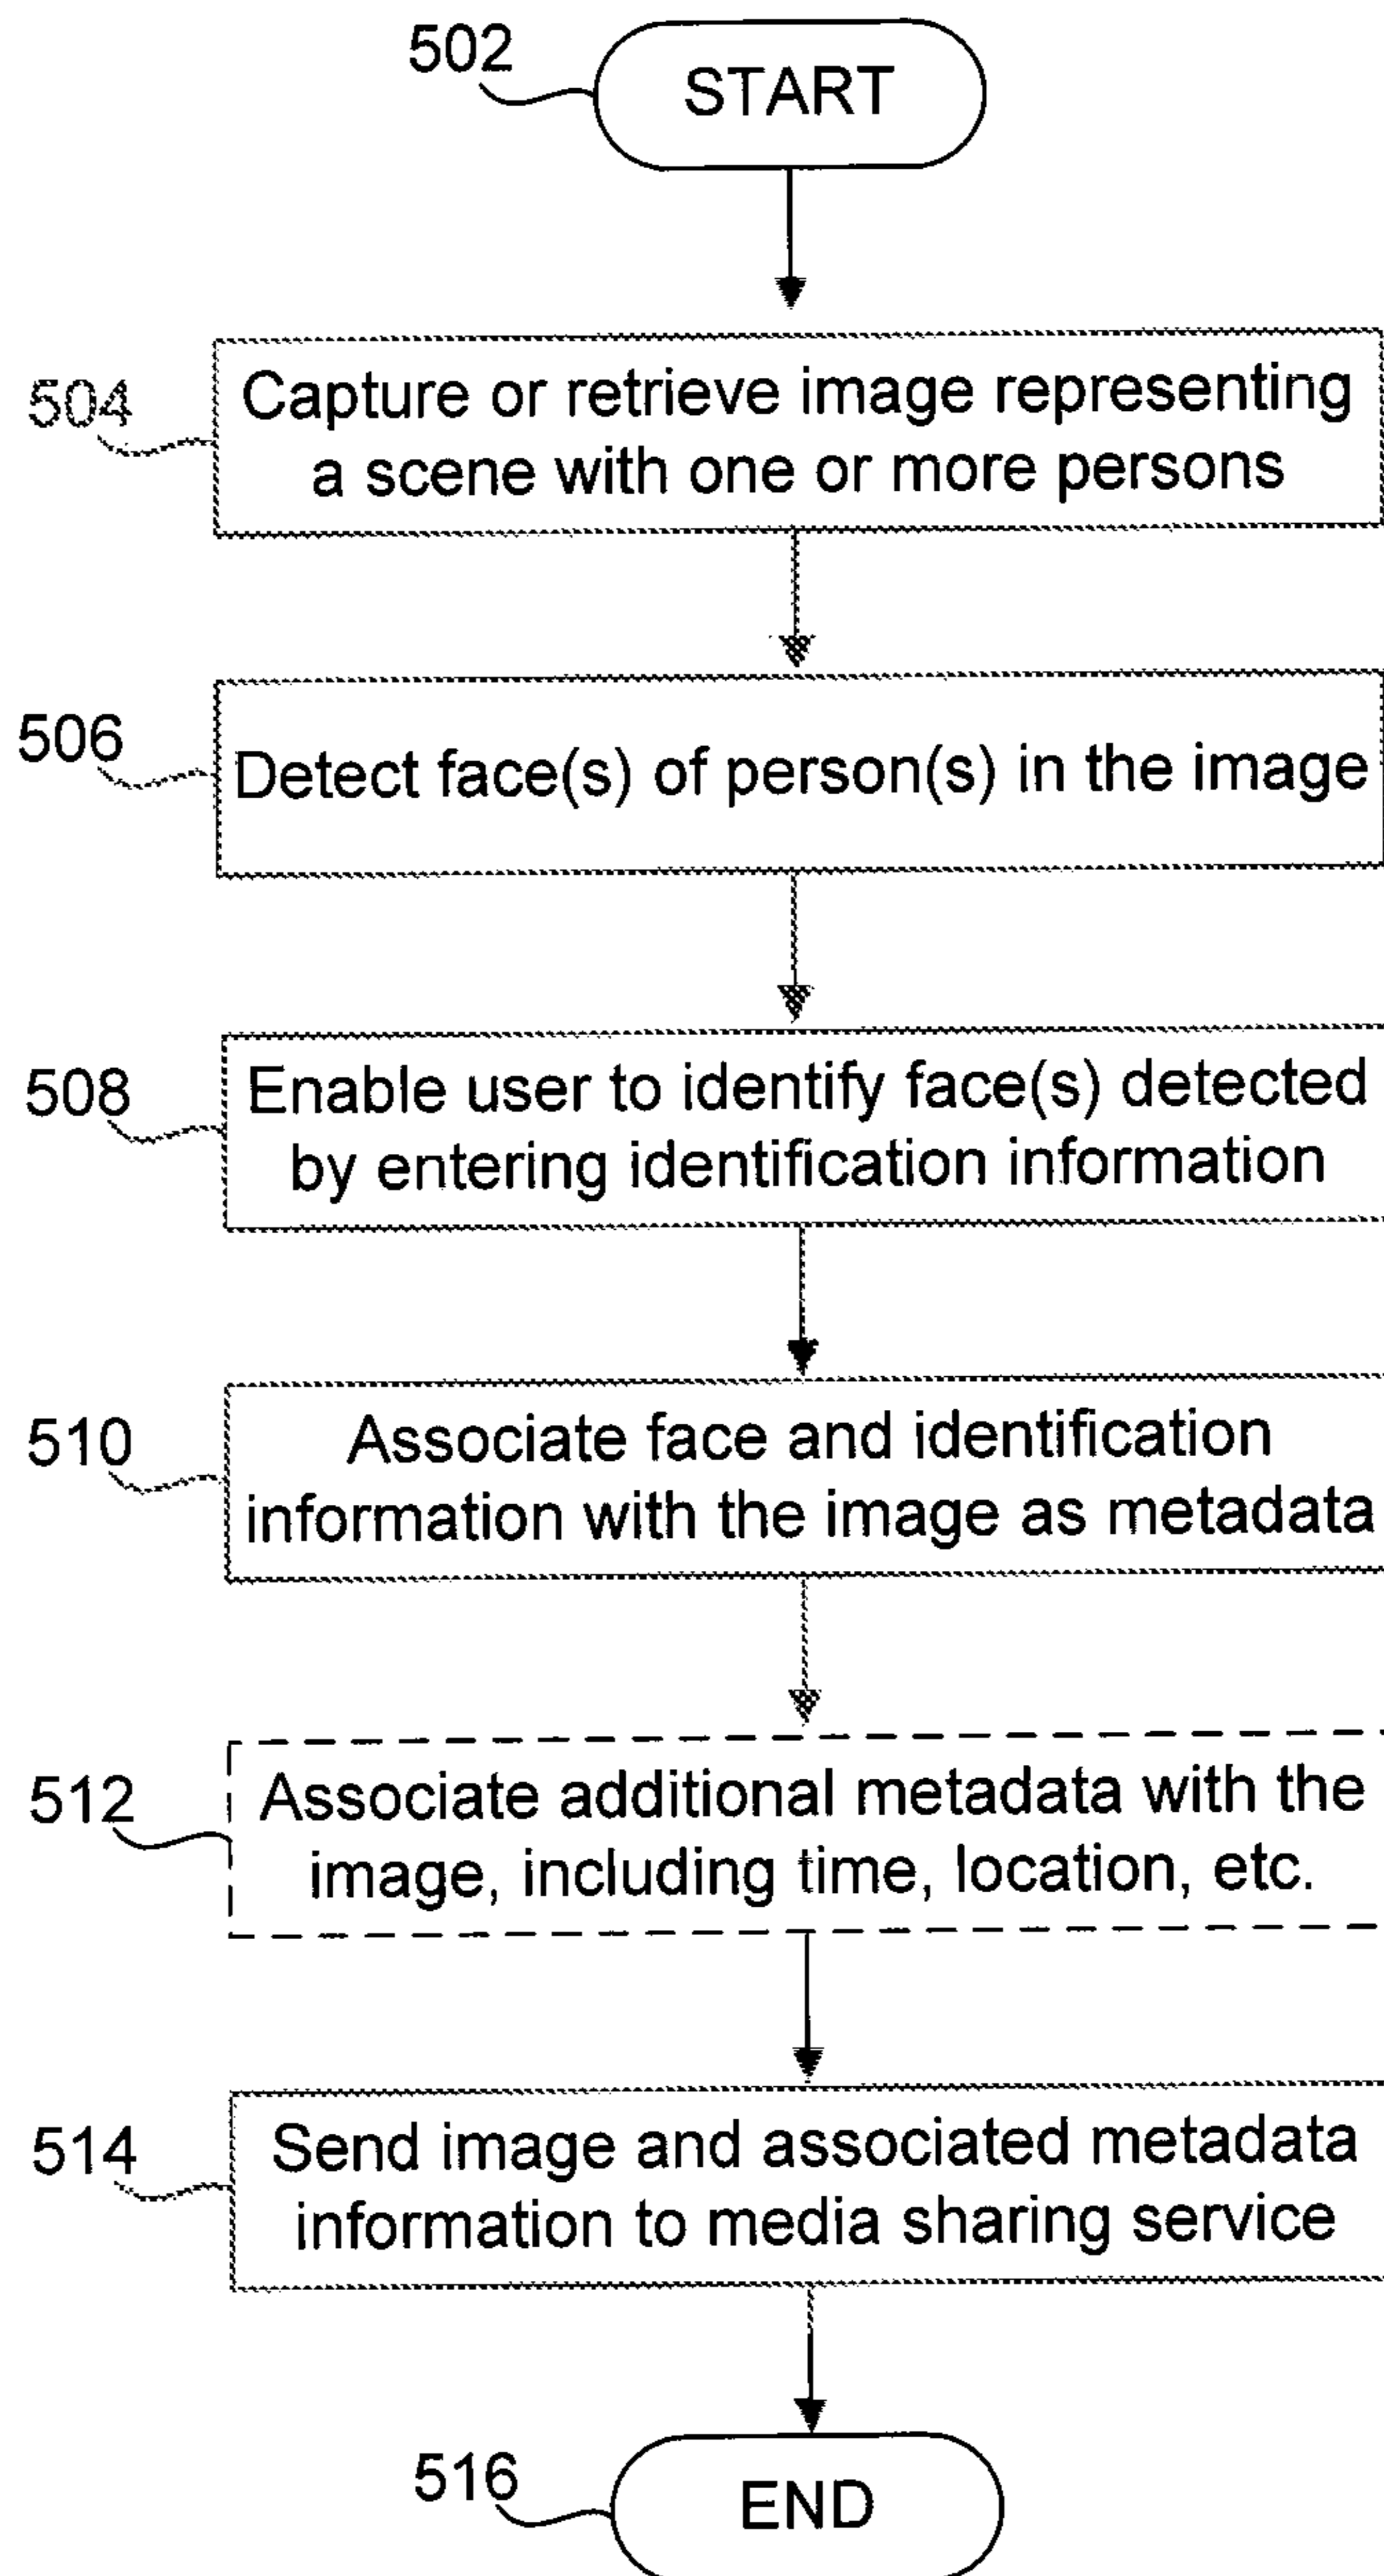 502
START
504
Capture or retrieve image representing
a scene with one or more persons
506
Detect face(s) of person(s) in the image
508
Enable user to identify face(s) detected
by entering identification information
510
Associate face and identification
information with the image as metadata
512
Associate additional metadata with the
image, including time, location, etc.
514
Send image and associated metadata
information to media sharing service
516
END